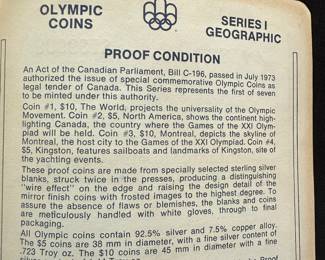 OLYMPIC
COINS
SERIES I
GEOGRAPHIC
PROOF CONDITION
An Act of the Canadian Parliament, Bill C-196, passed in July 1973
authorized the issue of special commemorative Olympic Coins as
legal tender of Canada. This Series represents the first of seven
to be minted under this authority.
Coin #1, $10, The World, projects the universality of the Olympic
Movement. Coin #2, $5, North America, shows the continent high-
lighting Canada, the country where the Games of the XXI Olym-
piad will be held. Coin #3, $10, Montreal, depicts the skyline of
Montreal, the host city to the Games of the XXI Olympiad. Coin #4,
$5, Kingston, features sailboats and landmarks of Kingston, site of
the yachting events.
These proof coins are made from specially selected sterling silver
blanks, struck twice in the presses, producing a distinguishing
"wire effect" on the edge and raising the design detail of the
mirror finish coins with frosted images to the highest degree. To
assure the absence of flaws or blemishes, the blanks and coins
are meticulously handled with white gloves, through to final
packaging.
All Olympic coins contain 92.5% silver and 7.5% copper alloy.
The $5 coins are 38 mm in diameter, with a fine silver content of
.723 Troy oz. The $10 coins are 45 mm in diameter with a fine